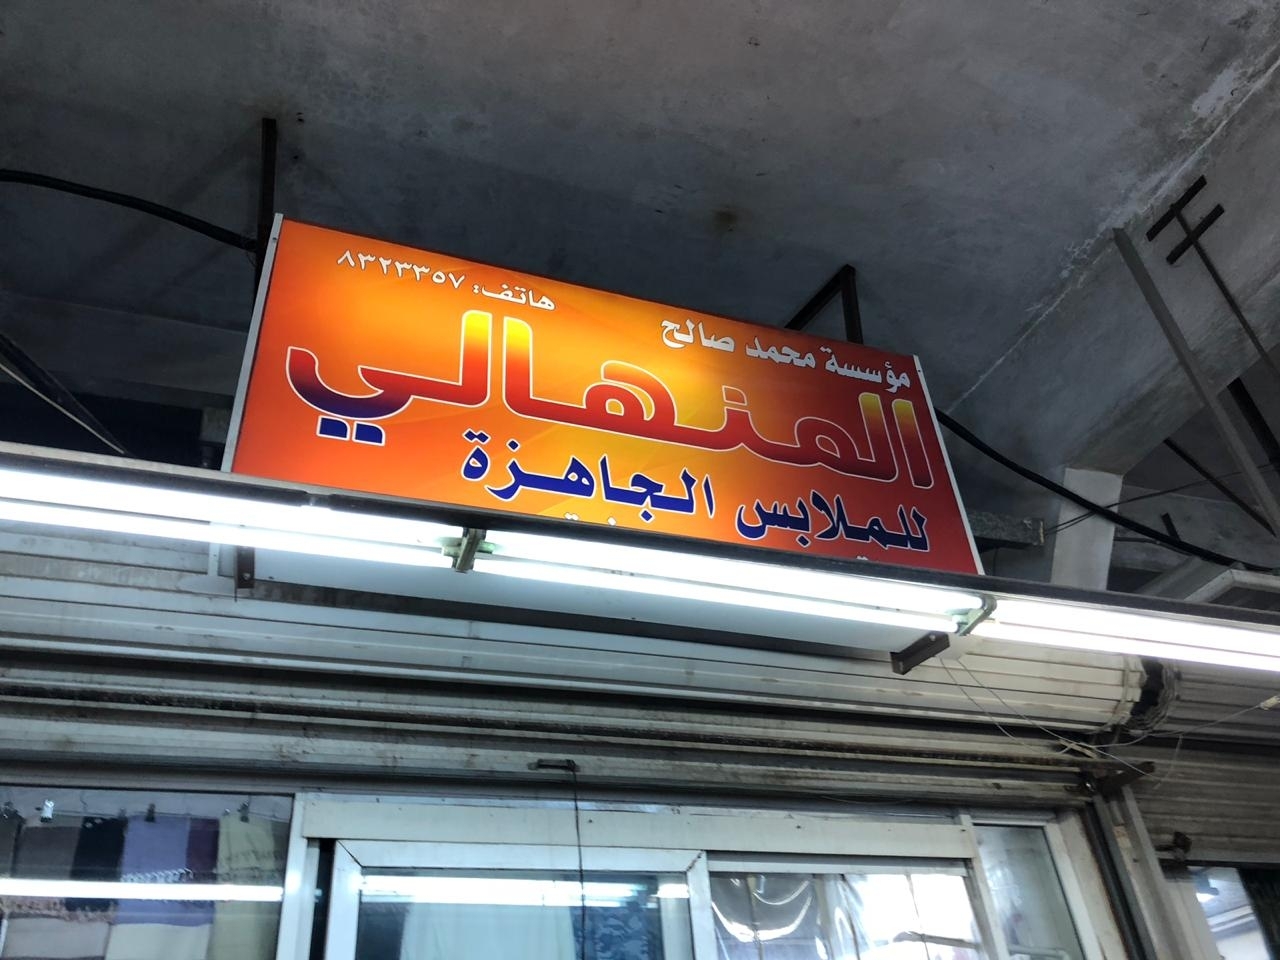 مؤسسة محمد صالح
هاتف: ٨٣٢٣٣٥٧
المنهالي
للملابس الجاهزة